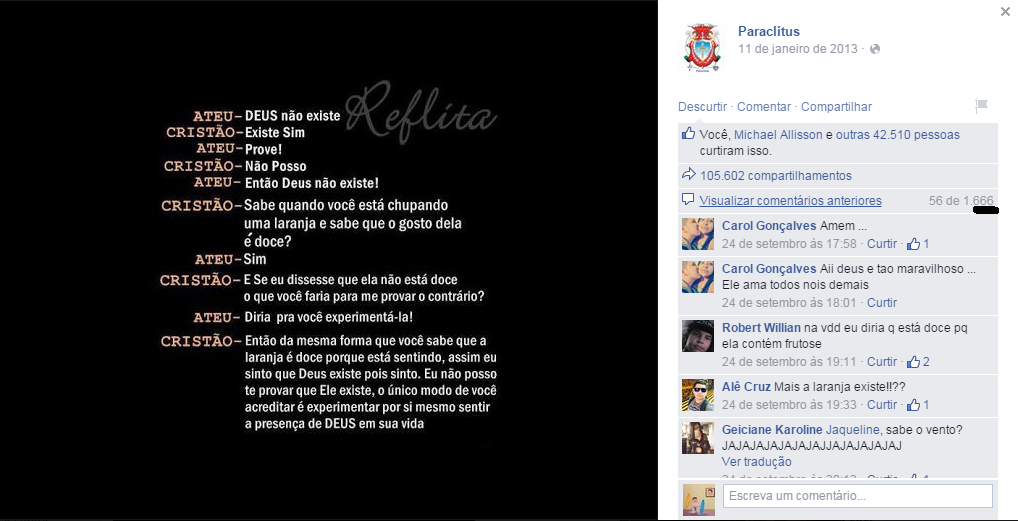 Reflita
ATEU- DEUS não existe
CRISTÃO- Existe Sim
ATEU- Prove!
CRISTÃO- Não Posso
ATEU- Então Deus não existe!
CRISTÃO- Sabe quando você está chupando
uma laranja e sabe que o gosto dela
é doce?
ATEU- Sim
CRISTÃO- E Se eu dissesse que ela não está doce
o que você faria para me provar o contrário?
ATEU- Diria pra você experimentá-la!
CRISTÃO- Então da mesma forma que você sabe que a
laranja é doce porque está sentindo, assim eu
sinto que Deus existe pois sinto. Eu não posso
te provar que Ele existe, o único modo de você
acreditar é experimentar por si mesmo sentir
a presença de DEUS em sua vida
Paraclitus
11 de janeiro de 2013 ·
Descurtir · Comentar · Compartilhar
Você, Michael Allisson e outras 42.510 pessoas
curtiram isso.
105.602 compartilhamentos
Visualizar comentários anteriores 56 de 1.666
Carol Gonçalves Amem ...
24 de setembro às 17:58 · Curtir · 1
Carol Gonçalves Aii deus e tao maravilhoso ...
Ele ama todos nois demais
24 de setembro às 18:01 · Curtir
Robert Willian na vdd eu diria q está doce pq
ela contém frutose
24 de setembro às 19:11 · Curtir · 2
Alê Cruz Mais a laranja existe!!??
24 de setembro às 19:33 · Curtir · 1
Geiciane Karoline Jaqueline, sabe o vento?
JAJAJAJAJAJAJAJJAJAJAJAJAJ
Ver tradução
Escreva um comentário...